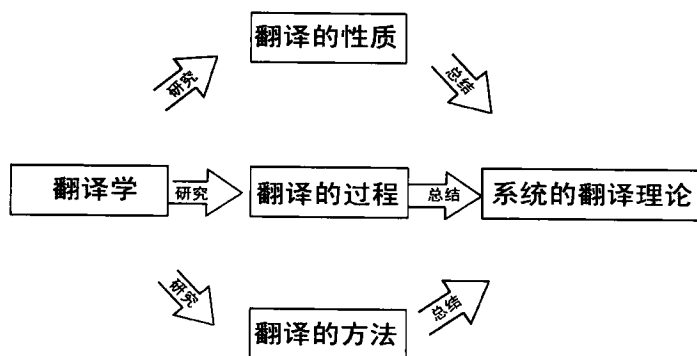 翻译的性质
研究
总结
翻译学
研究
翻译的过程
总结
系统的翻译理论
研究
翻译的方法
总结